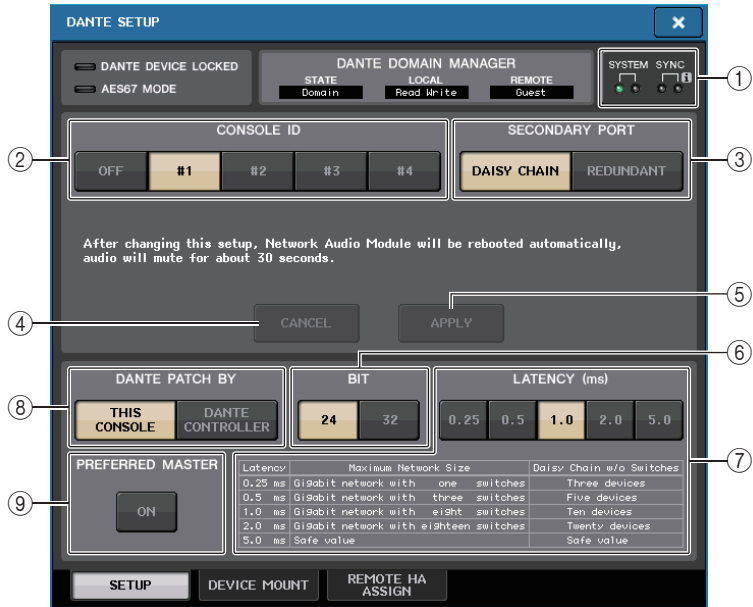 DANTE SETUP
×
DANTE DEVICE LOCKED
AES67 MODE
DANTE DOMAIN MANAGER
STATE LOCAL REMOTE
Domain Read Write Guest
SYSTEM SYNC
i
①
②
CONSOLE ID
OFF #1 #2 #3 #4
SECONDARY PORT
DAISY CHAIN REDUNDANT
③
After changing this setup, Network Audio Module will be rebooted automatically,
audio will mute for about 30 seconds.
④
CANCEL
APPLY
⑤
⑥
⑧
DANTE PATCH BY
THIS
CONSOLE
DANTE
CONTROLLER
BIT
24 32
LATENCY (ms)
0.25 0.5 1.0 2.0 5.0
⑦
⑨
PREFERRED MASTER
ON
Latency Maximum Network Size Daisy Chain w/o Switches
0.25 ms Gigabit network with one switches Three devices
0.5 ms Gigabit network with three switches Five devices
1.0 ms Gigabit network with eight switches Ten devices
2.0 ms Gigabit network with eighteen switches Twenty devices
5.0 ms Safe value Safe value
SETUP
DEVICE MOUNT
REMOTE HA
ASSIGN